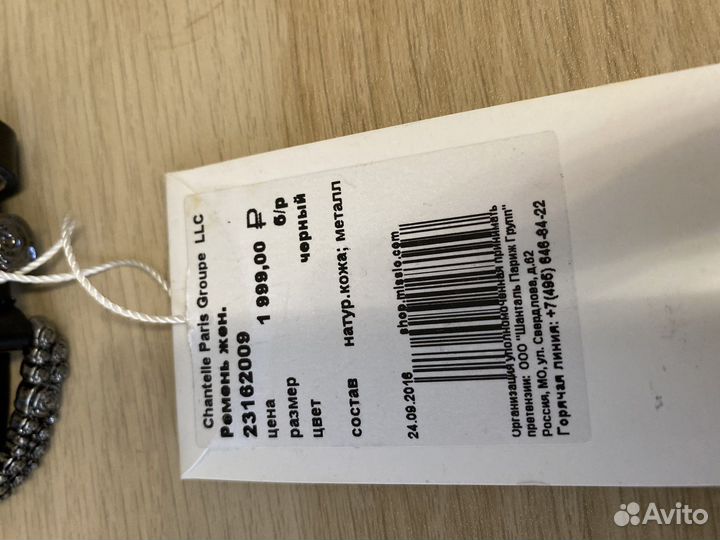 Chantelle Paris Groupe LLC
Ремень жен.
23162009
цена 1 999,00 ₽
размер б/р
цвет черный
состав натур.кожа; металл
24.09.2016 shop.missio.com
Организация уполномоченная принимать
претензии: ООО "Шанталь Париж Групп"
Россия, МО, ул. Свердлова, д.62
Горячая линия: +7(495) 646-84-22
Avito